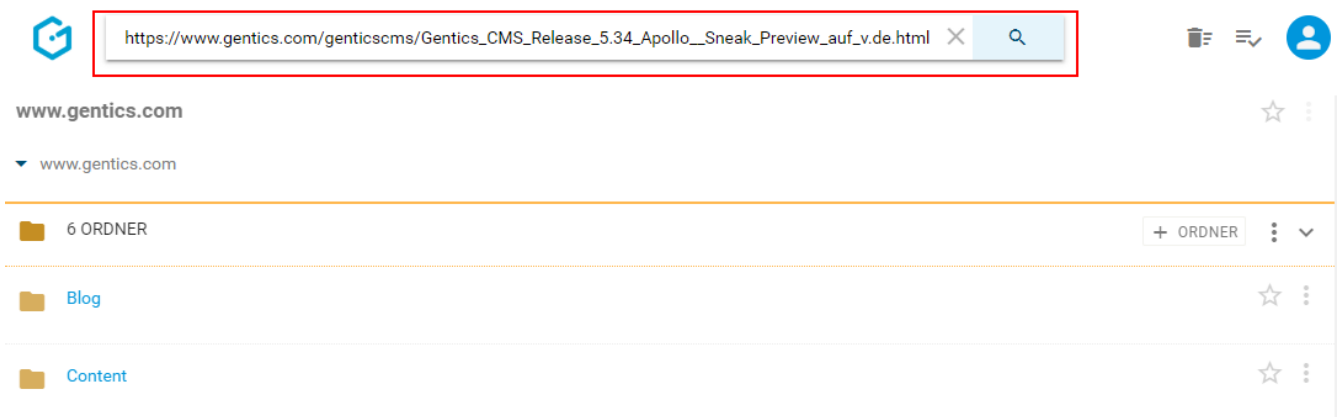 https://www.gentics.com/genticscms/Gentics_CMS_Release_5.34_Apollo__Sneak_Preview_auf_v.de.html
www.gentics.com
www.gentics.com
6 ORDNER
+ ORDNER
Blog
Content